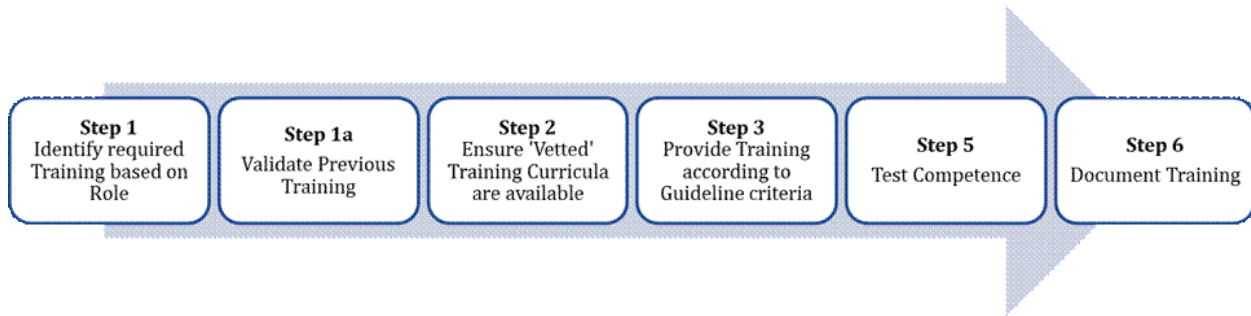 Step 1
Identify required
Training based on
Role
Step 1a
Validate Previous
Training
Step 2
Ensure 'Vetted'
Training Curricula
are available
Step 3
Provide Training
according to
Guideline criteria
Step 5
Test Competence
Step 6
Document Training